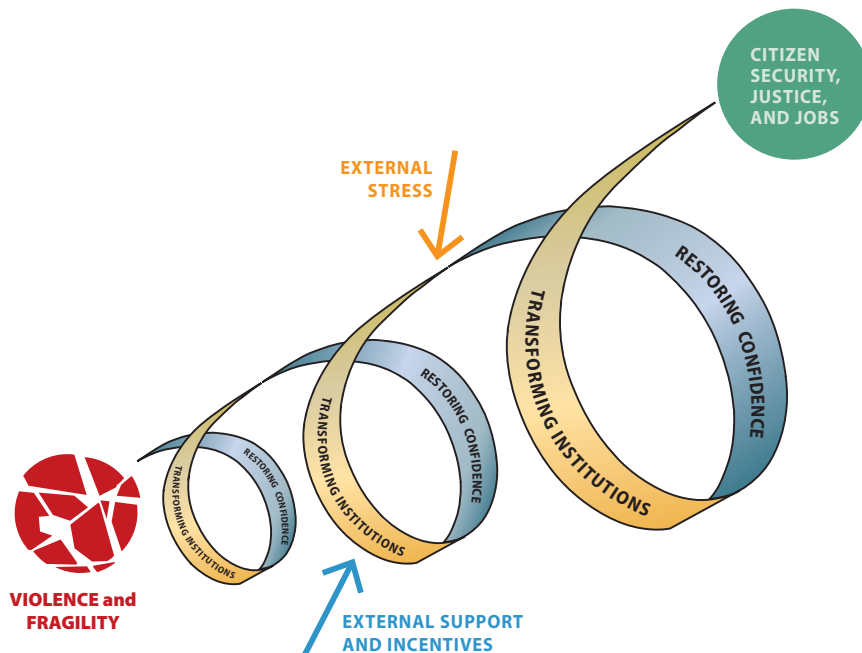 CITIZEN
SECURITY,
JUSTICE,
AND JOBS
EXTERNAL
STRESS
RESTORING CONFIDENCE
TRANSFORMING INSTITUTIONS
RESTORING CONFIDENCE
TRANSFORMING INSTITUTIONS
RESTORING CONFIDENCE
TRANSFORMING INSTITUTIONS
VIOLENCE and
FRAGILITY
EXTERNAL SUPPORT
AND INCENTIVES